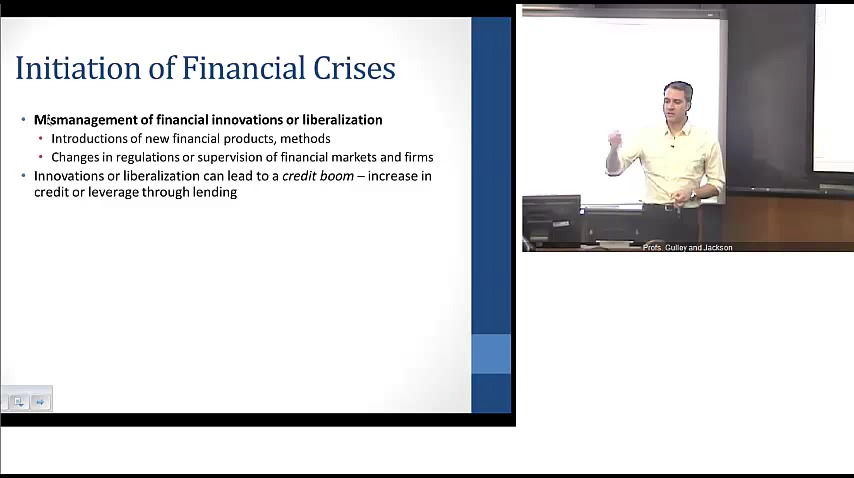 Initiation of Financial Crises
• Mismanagement of financial innovations or liberalization
• Introductions of new financial products, methods
• Changes in regulations or supervision of financial markets and firms
• Innovations or liberalization can lead to a credit boom – increase in
credit or leverage through lending
Profs. Gulley and Jackson